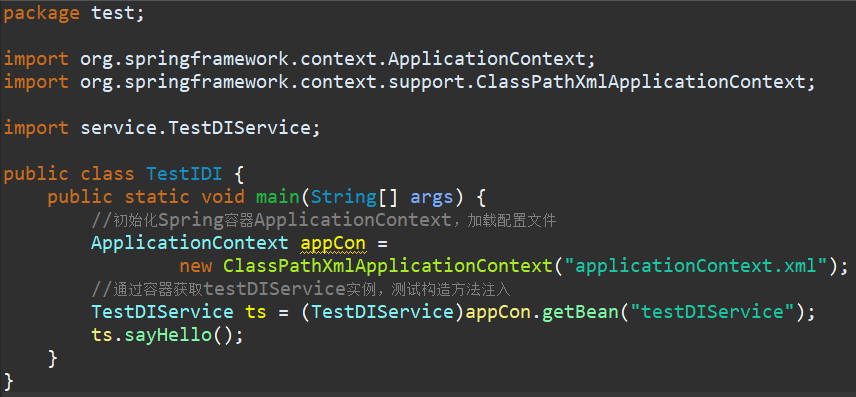 package test;
import org.springframework.context.ApplicationContext;
import org.springframework.context.support.ClassPathXmlApplicationContext;
import service.TestDIService;
public class TestIDI {
public static void main(String[] args) {
//初始化Spring容器ApplicationContext，加载配置文件
ApplicationContext appCon =
new ClassPathXmlApplicationContext("applicationContext.xml");
//通过容器获取testDIService实例，测试构造方法注入
TestDIService ts = (TestDIService)appCon.getBean("testDIService");
ts.sayHello();
}
}